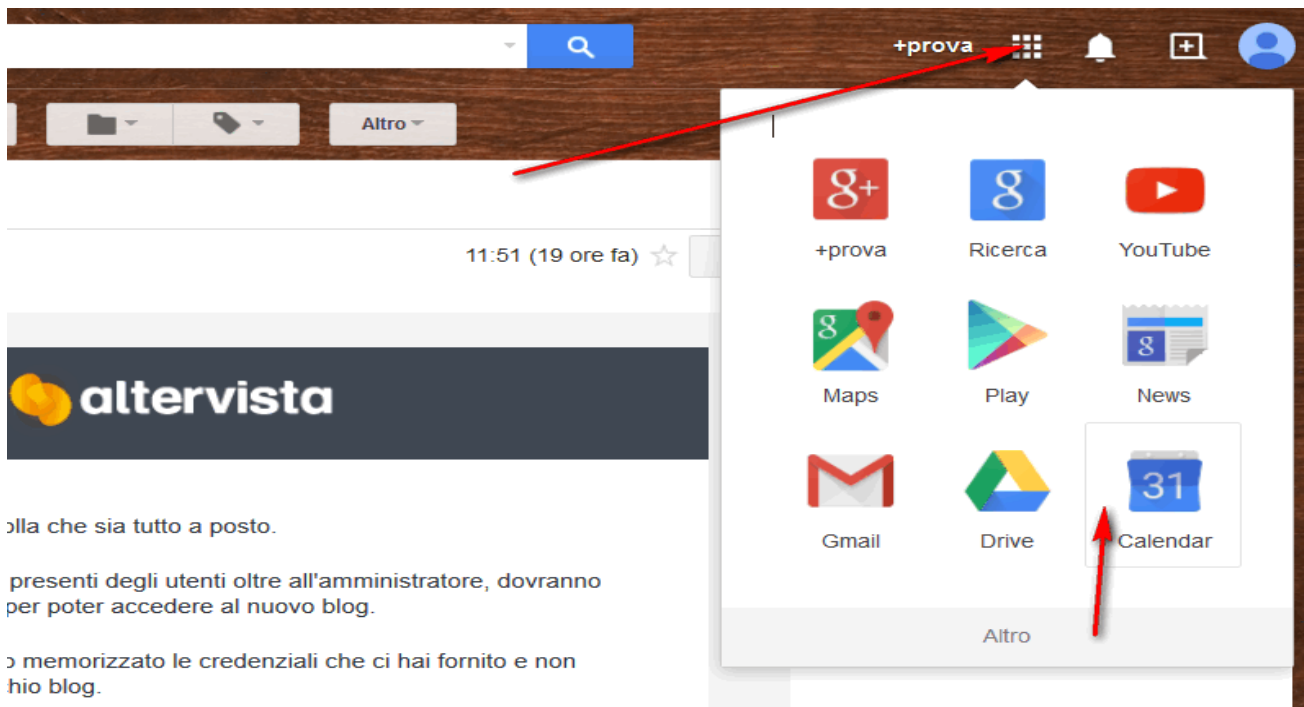 +prova
Altro
11:51 (19 ore fa)
altervista
olla che sia tutto a posto.
presenti degli utenti oltre all'amministratore, dovranno
per poter accedere al nuovo blog.
o memorizzato le credenziali che ci hai fornito e non
hio blog.
g+ g
+prova Ricerca YouTube
g g
Maps Play News
31
Gmail Drive Calendar
Altro